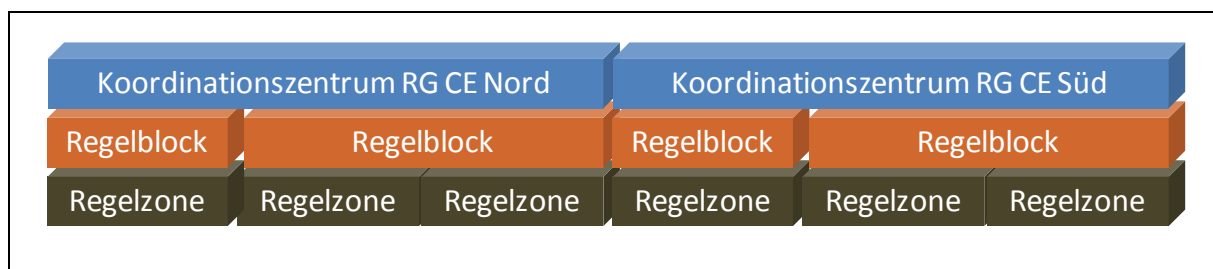 Koordinationszentrum RG CE Nord Koordinationszentrum RG CE Süd
Regelblock Regelblock Regelblock Regelblock
Regelzone Regelzone Regelzone Regelzone Regelzone Regelzone